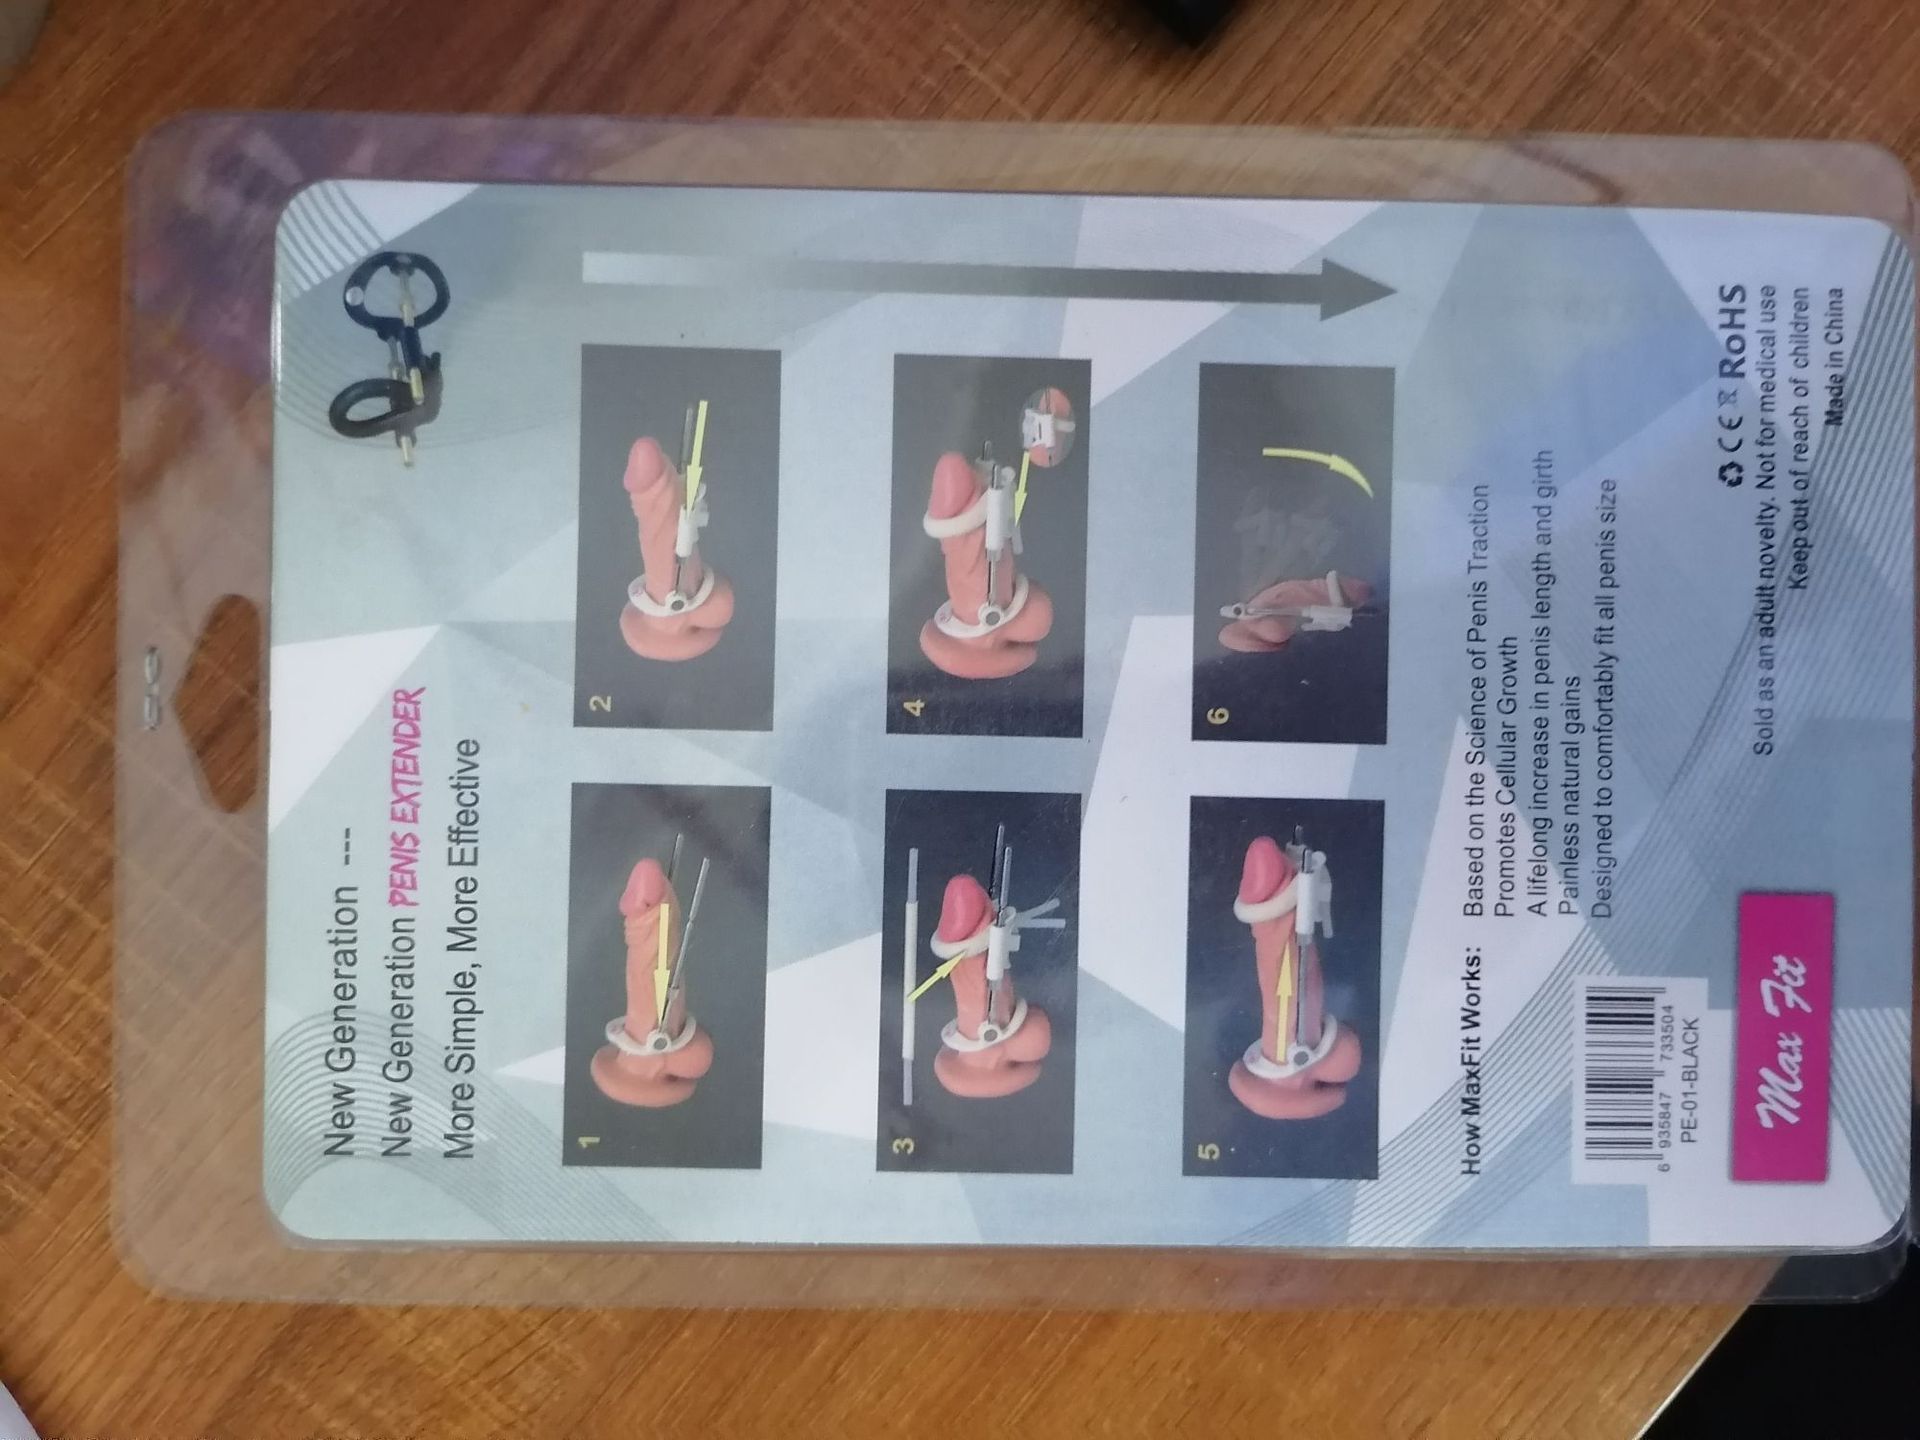 New Generation ---
New Generation PENIS EXTENDER
More Simple, More Effective
1
2
3
4
5
6
How MaxFit Works: Based on the Science of Penis Traction
Promotes Cellular Growth
A lifelong increase in penis length and girth
Painless natural gains
Designed to comfortably fit all penis size
6 935847 733504
PE-01-BLACK
Max Fit
CE RoHS
Sold as an adult novelty. Not for medical use
Keep out of reach of children
Made in China